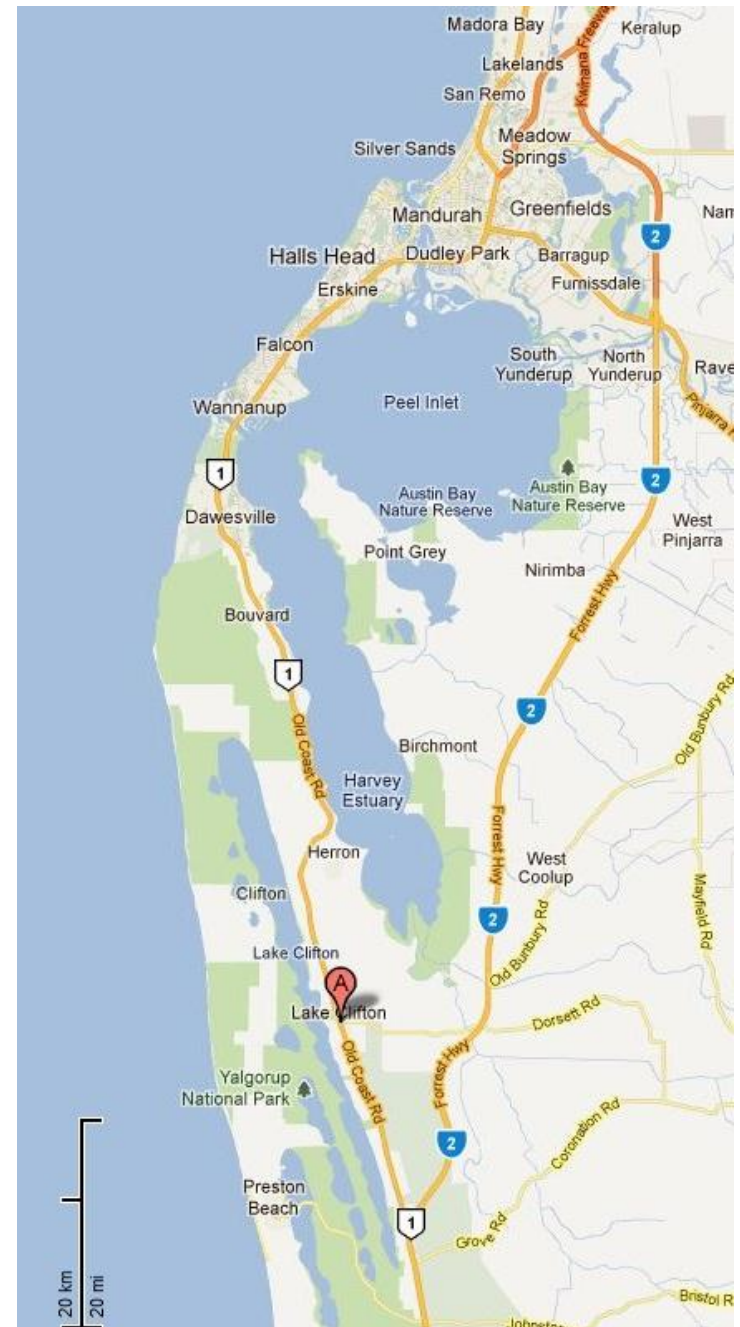 Madora Bay
Keralup
Kwinana Freeway
Lakelands
San Remo
Meadow
Springs
Silver Sands
Mandurah
Greenfields
Nam
2
Halls Head
Dudley Park
Barragup
Erskine
Furnissdale
Falcon
South
Yunderup
North
Yunderup
Rave
Wannanup
Peel Inlet
Pinjarra
1
2
Austin Bay
Nature Reserve
Austin Bay
Nature Reserve
Dawesville
West
Pinjarra
Point Grey
Nirimba
Forrest Hwy
Bouvard
1
2
Old Coast Rd
Old Bunbury Rd
Birchmont
Harvey
Estuary
Forrest Hwy
Herron
West
Coolup
Mayfield Rd
Clifton
2
Old Bunbury Rd
Lake Clifton
A
Lake Clifton
Dorsett Rd
Old Coast Rd
Forrest Hwy
Yalgorup
National Park
2
Coronation Rd
Preston
Beach
1
Grove Rd
20 km
20 mi
Bristol R